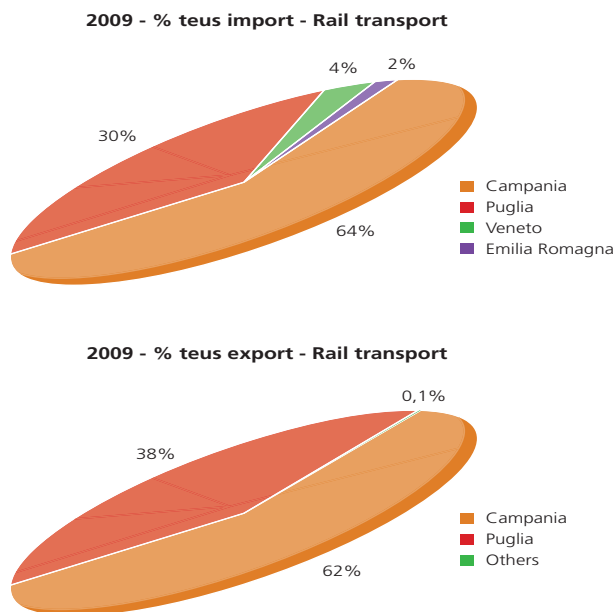 2009 - % teus import - Rail transport
4%
2%
30%
64%
Campania
Puglia
Veneto
Emilia Romagna
2009 - % teus export - Rail transport
0,1%
38%
62%
Campania
Puglia
Others